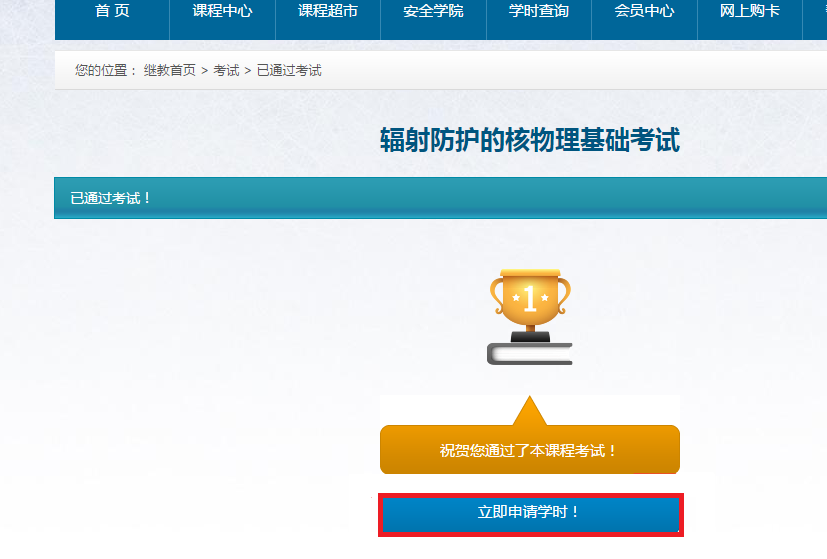 首 页 课程中心 课程超市 安全学院 学时查询 会员中心 网上购卡
您的位置： 继教首页 > 考试 > 已通过考试
辐射防护的核物理基础考试
已通过考试！
1
祝贺您通过了本课程考试！
立即申请学时！